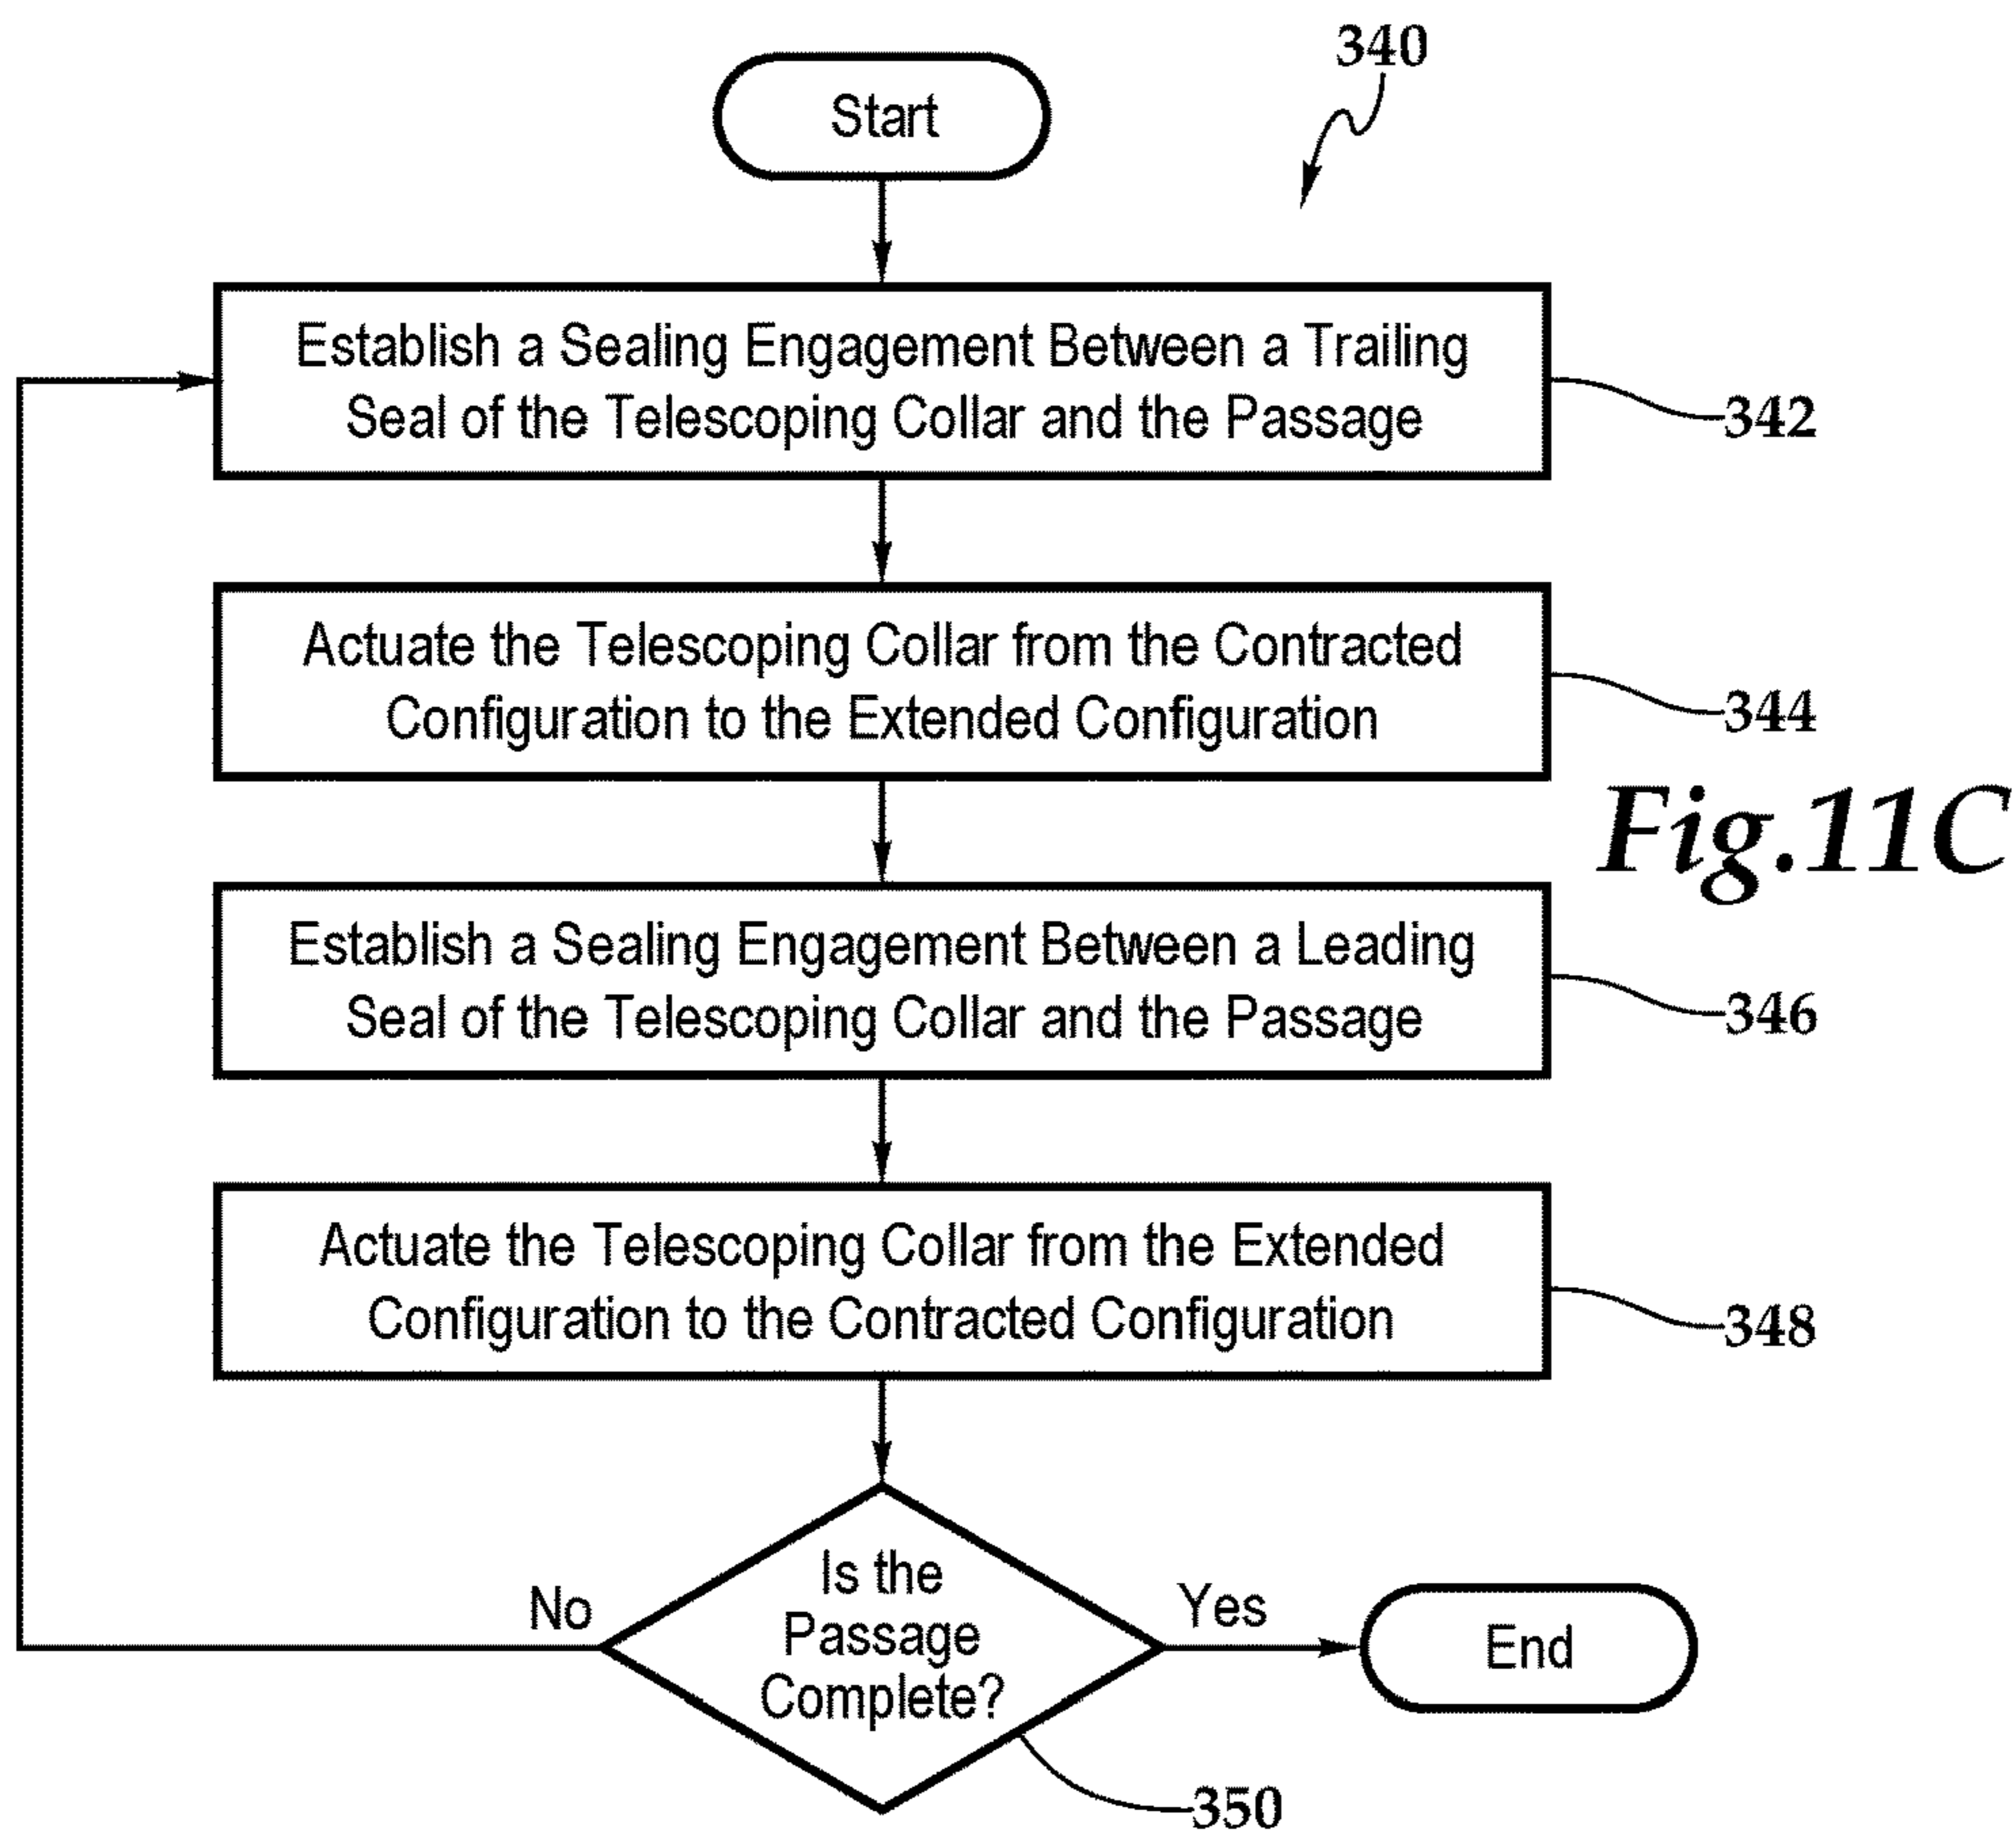 340
Start
Establish a Sealing Engagement Between a Trailing
Seal of the Telescoping Collar and the Passage
342
Actuate the Telescoping Collar from the Contracted
Configuration to the Extended Configuration
344
Fig.11C
Establish a Sealing Engagement Between a Leading
Seal of the Telescoping Collar and the Passage
346
Actuate the Telescoping Collar from the Extended
Configuration to the Contracted Configuration
348
Is the
Passage
Complete?
No
Yes
End
350